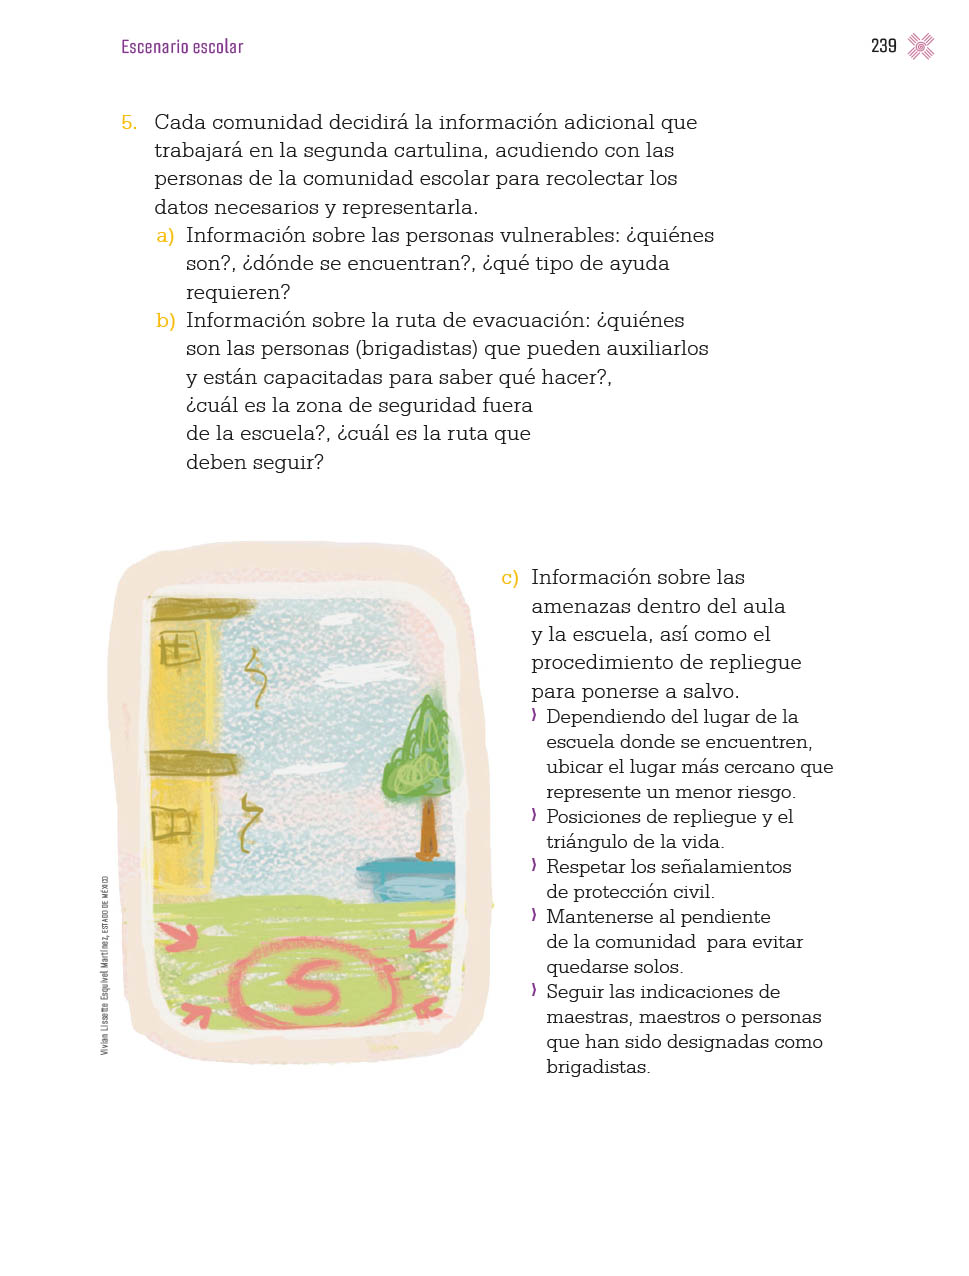 Escenario escolar
239
5. Cada comunidad decidirá la información adicional que
trabajará en la segunda cartulina, acudiendo con las
personas de la comunidad escolar para recolectar los
datos necesarios y representarla.
a) Información sobre las personas vulnerables: ¿quiénes
son?, ¿dónde se encuentran?, ¿qué tipo de ayuda
requieren?
b) Información sobre la ruta de evacuación: ¿quiénes
son las personas (brigadistas) que pueden auxiliarlos
y están capacitadas para saber qué hacer?,
¿cuál es la zona de seguridad fuera
de la escuela?, ¿cuál es la ruta que
deben seguir?
S
Vivian Lissette Esquivel Martínez, ESTADO DE MÉXICO
c) Información sobre las
amenazas dentro del aula
y la escuela, así como el
procedimiento de repliegue
para ponerse a salvo.
⟩ Dependiendo del lugar de la
escuela donde se encuentren,
ubicar el lugar más cercano que
represente un menor riesgo.
⟩ Posiciones de repliegue y el
triángulo de la vida.
⟩ Respetar los señalamientos
de protección civil.
⟩ Mantenerse al pendiente
de la comunidad para evitar
quedarse solos.
⟩ Seguir las indicaciones de
maestras, maestros o personas
que han sido designadas como
brigadistas.